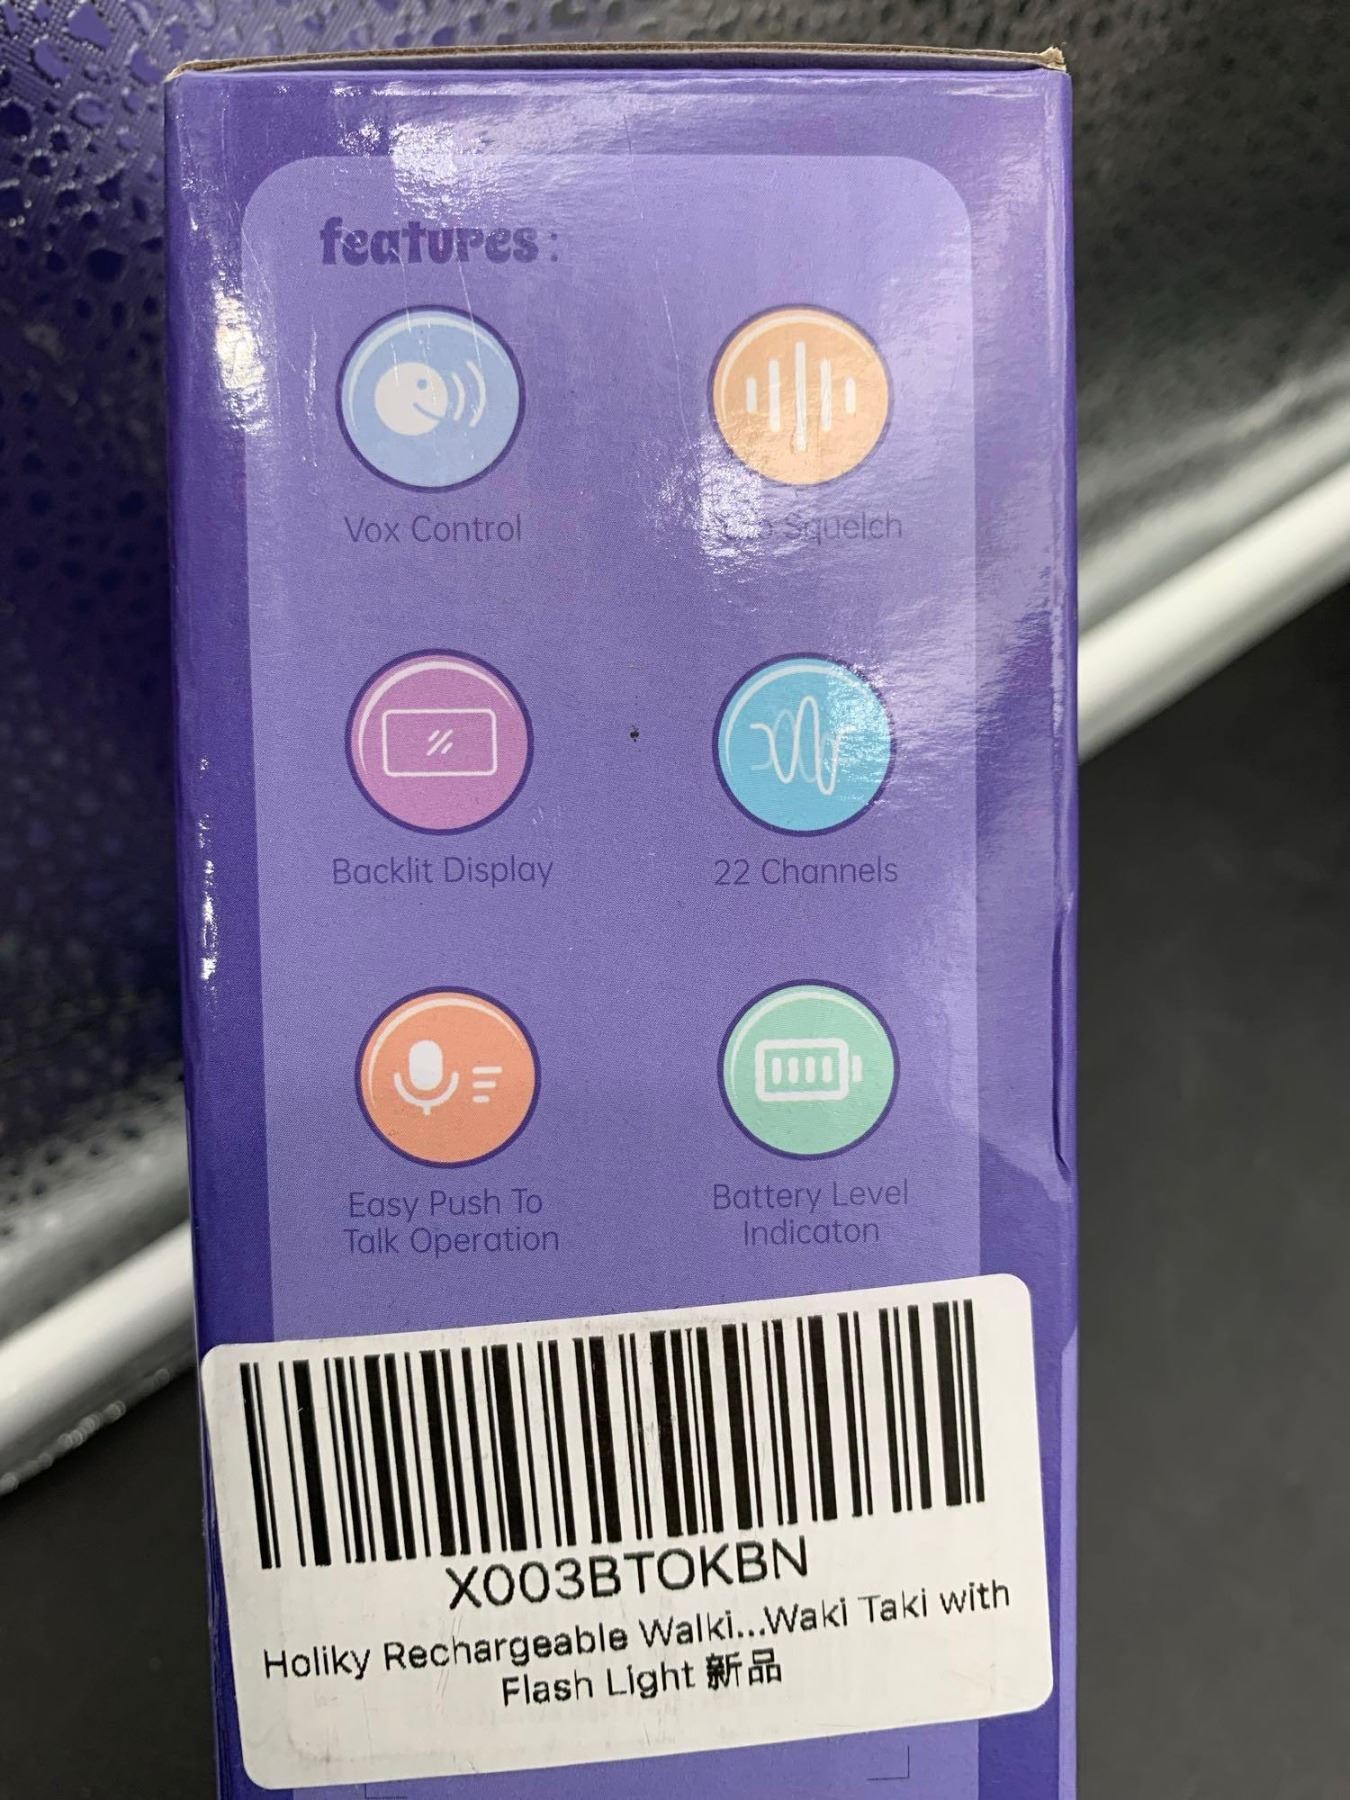 features:
Vox Control
Squelch
Backlit Display
22 Channels
Easy Push To
Talk Operation
Battery Level
Indicaton
X003BTOKBN
Holiky Rechargeable Walki...Waki Taki with
Flash Light 新品